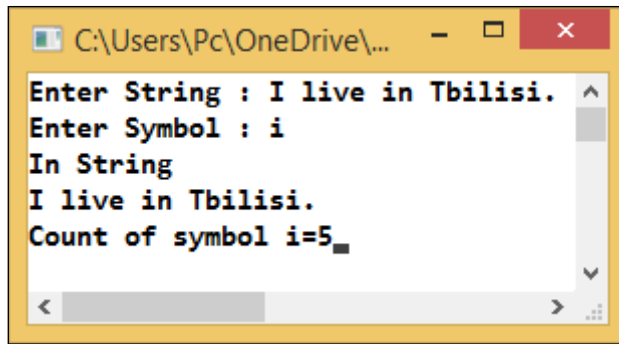 C:\Users\Pc\OneDrive\...
Enter String : I live in Tbilisi.
Enter Symbol : i
In String
I live in Tbilisi.
Count of symbol i=5